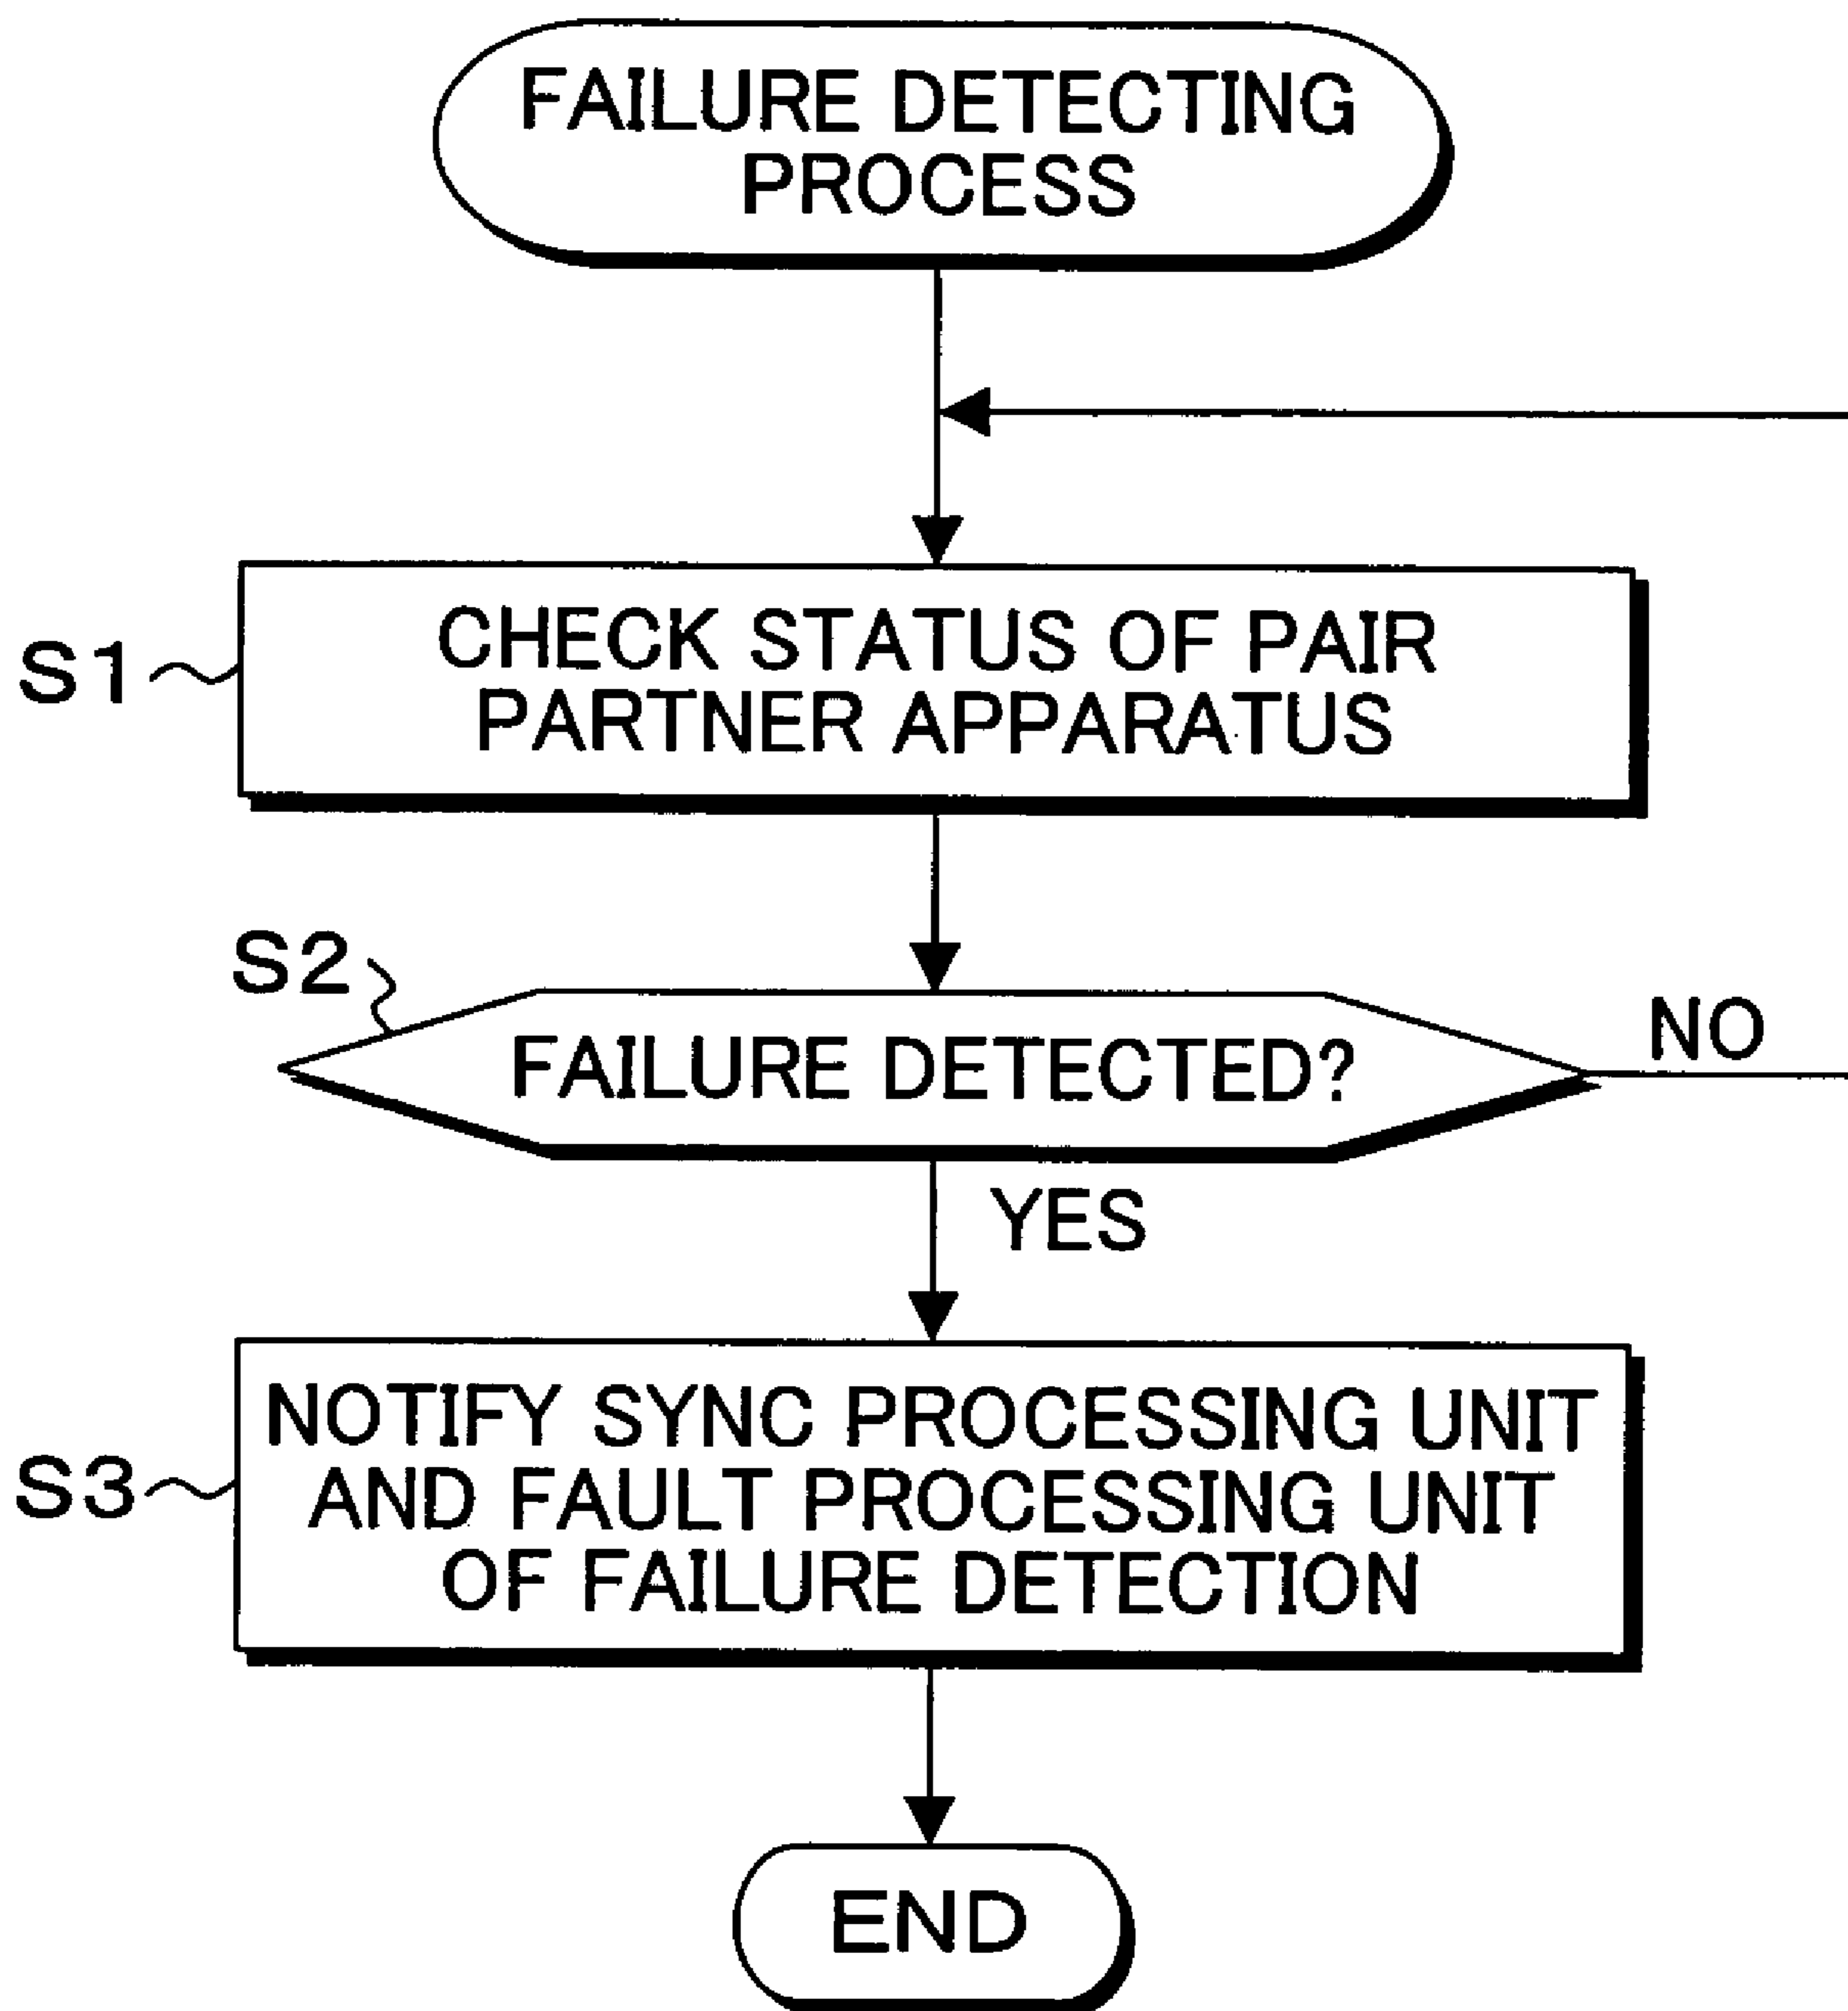 FAILURE DETECTING
PROCESS
S1
CHECK STATUS OF PAIR
PARTNER APPARATUS
S2
FAILURE DETECTED?
NO
YES
S3
NOTIFY SYNC PROCESSING UNIT
AND FAULT PROCESSING UNIT
OF FAILURE DETECTION
END